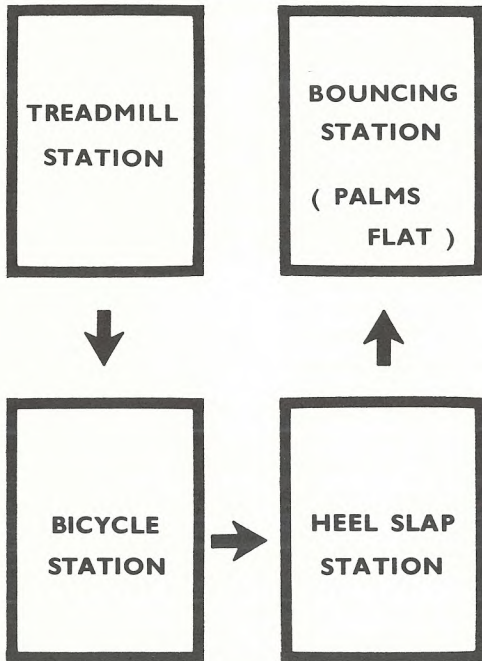 TREADMILL
STATION
BOUNCING
STATION
( PALMS
FLAT )
BICYCLE
STATION
HEEL SLAP
STATION